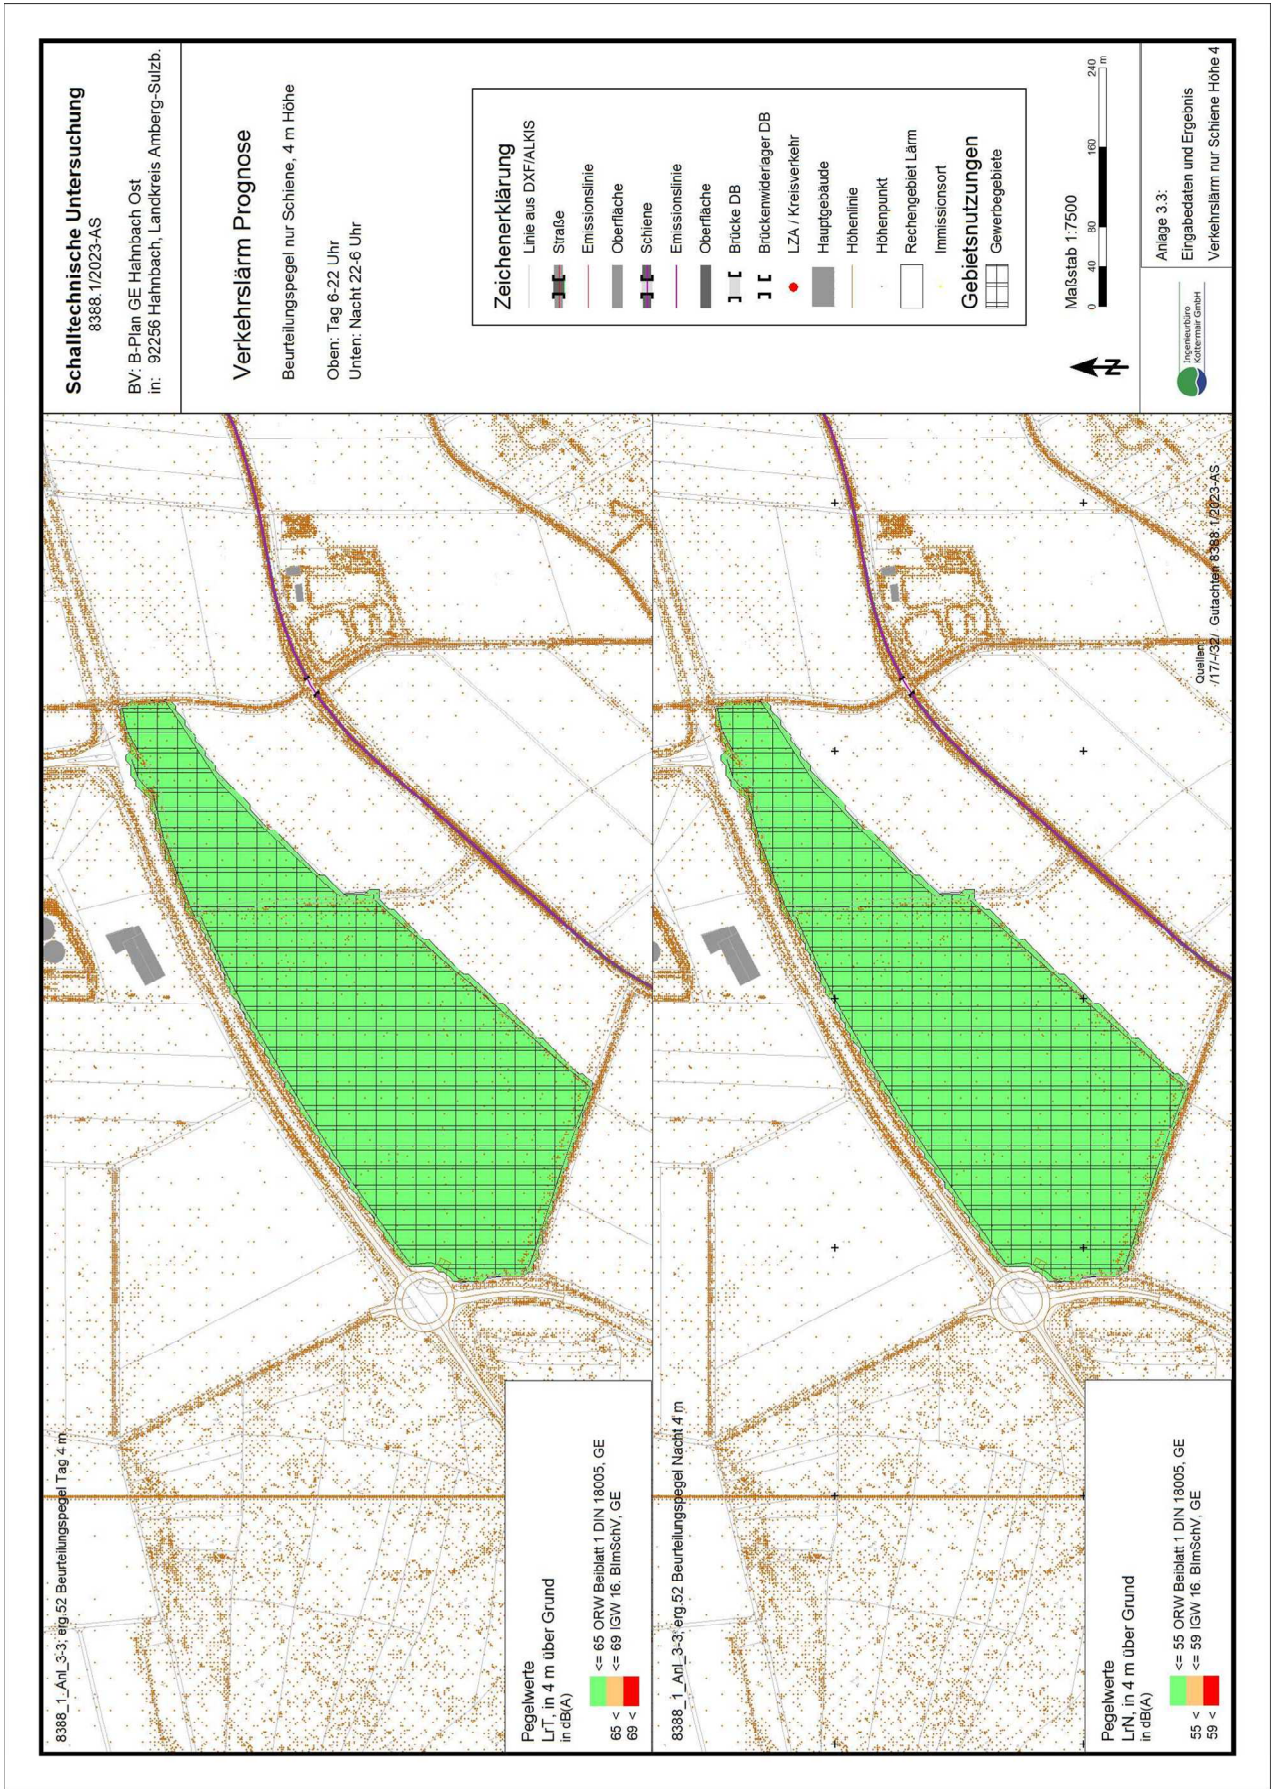 Schalltechnische Untersuchung
8388.1/2023-AS
BV: B-Plan GE Hahnbach Ost
in: 92256 Hahnbach, Landkreis Amberg-Sulzb.
Verkehrslärm Prognose
Beurteilungspegel nur Schiene, 4 m Höhe
Oben: Tag 6-22 Uhr
Unten: Nacht 22-6 Uhr
Zeichenerklärung
Linie aus DXF/ALKIS
Straße
Emissionslinie
Oberfläche
Schiene
Emissionslinie
Oberfläche
Brücke DB
Brückenwiderlager DB
LZA / Kreisverkehr
Hauptgebäude
Höhenlinie
Höhenpunkt
Rechengebiet Lärm
Immissionsort
Gebietsnutzungen
Gewerbegebiete
Maßstab 1:7500
0 40 80 160 240
m
N
Ingenieurbüro
Kottermair GmbH
Anlage 3.3:
Eingabedaten und Ergebnis
Verkehrslärm nur Schiene Höhe 4
8388_1_Anl_3-3; erg.52 Beurteilungspegel Tag 4 m
Pegelwerte
LrT, in 4 m über Grund
in dB(A)
<= 65 ORW Beiblatt 1 DIN 18005, GE
65 < <= 69 IGW 16. BImSchV, GE
69 <
8388_1_Anl_3-3; erg.52 Beurteilungspegel Nacht 4 m
Pegelwerte
LrN, in 4 m über Grund
in dB(A)
<= 55 ORW Beiblatt 1 DIN 18005, GE
55 < <= 59 IGW 16. BImSchV, GE
59 <
Quellen:
/17/-/32/ Gutachten 8388.1/2023-AS